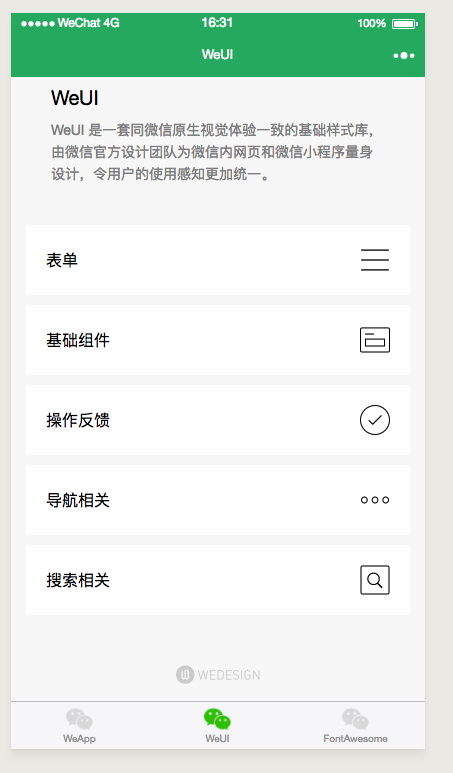 WeChat 4G 16:31 100%
WeUI
WeUI
WeUI 是一套同微信原生视觉体验一致的基础样式库，
由微信官方设计团队为微信内网页和微信小程序量身
设计，令用户的使用感知更加统一。
表单
基础组件
操作反馈
导航相关
搜索相关
WEDESIGN
WeApp WeUI FontAwesome